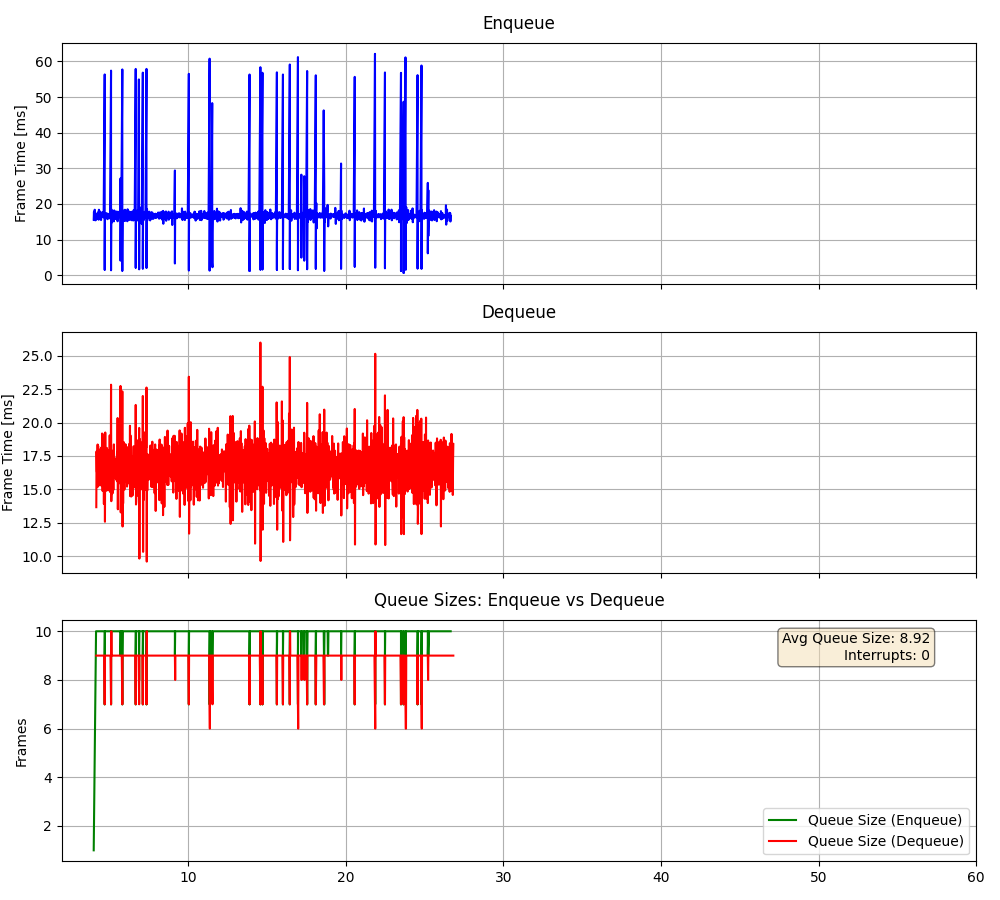 Enqueue
Frame Time [ms]
60
50
40
30
20
10
0
Dequeue
Frame Time [ms]
25.0
22.5
20.0
17.5
15.0
12.5
10.0
Queue Sizes: Enqueue vs Dequeue
Frames
10
8
6
4
2
Avg Queue Size: 8.92
Interrupts: 0
Queue Size (Enqueue)
Queue Size (Dequeue)
10 20 30 40 50 60